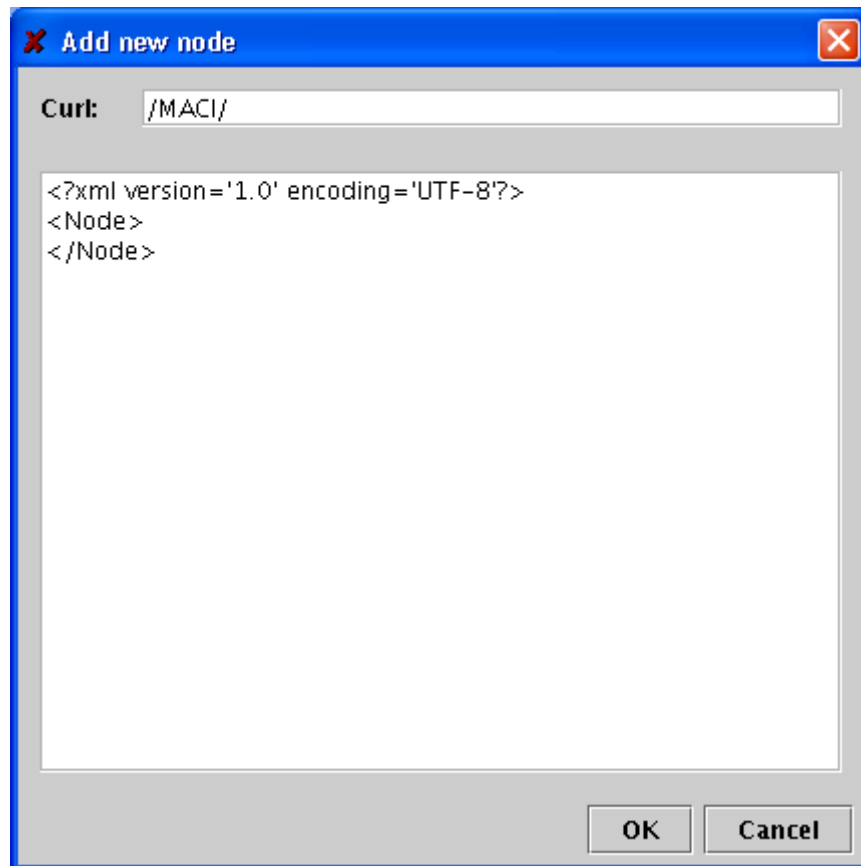 Add new node
Curl: /MACI/
<?xml version='1.0' encoding='UTF-8'?>
<Node>
</Node>
OK Cancel